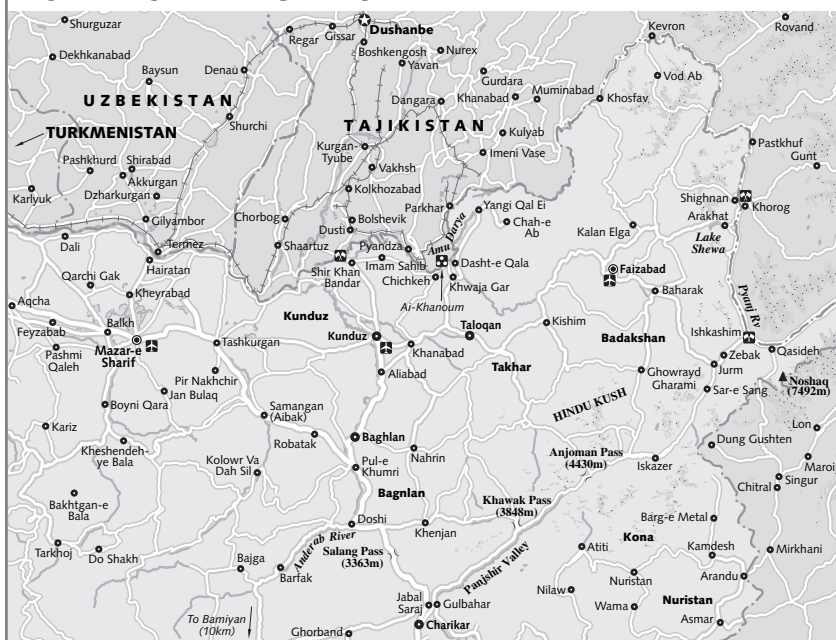 Shurguzar
Regar
Gissar
Dushanbe
Kevron
Rovand
Dekhkanabad
Boshkengosh
Nurex
Baysun
Denau
Yavan
Gurdara
Vod Ab
UZBEKISTAN
Dangara
Khanabad
Muminabad
Khosfav
Shurchi
TAJIKISTAN
TURKMENISTAN
Kulyab
Kurgan-
Tyube
Imeni Vase
Pastkhuf
Pashkhurd
Shirabad
Vakhsh
Gunt
Akkurgan
Karlyuk
Dzharkurgan
Kolkhozabad
Shighnan
Khorog
Parkhar
Yangi Qal Ei
Gilyambor
Chorbog
Bolshevik
Chah-e
Ab
Kalan Elga
Arakhat
Dusti
Amu Darya
Lake
Shewa
Dali
Termez
Shaartuz
Pyandza
Hairatan
Shir Khan
Bandar
Imam Sahib
Dasht-e Qala
Faizabad
Qarchi Gak
Chichkeh
Khwaja Gar
Kheyrabad
Baharak
Pyanj Rv
Aqcha
Ai-Khanoum
Kunduz
Feyzabab
Balkh
Kunduz
Taloqan
Kishim
Badakshan
Ishkashim
Mazar-e
Sharif
Tashkurgan
Khanabad
Zebak
Qasideh
Pashmi
Qaleh
Takhar
Jurm
Pir Nakhchir
Aliabad
Ghowrayd
Gharami
Noshaq
(7492m)
Jan Bulaq
Sar-e Sang
Boyni Qara
HINDU KUSH
Samangan
(Aibak)
Kariz
Lon
Robatak
Baghlan
Dung Gushten
Kheshendeh-
ye Bala
Nahrin
Anjoman Pass
(4430m)
Kolowr Va
Dah Sil
Pul-e
Khumri
Iskazer
Maroi
Singur
Chitral
Bakhtgan-e
Bala
Bagnlan
Khawak Pass
(3848m)
Doshi
Barg-e Metal
Khenjan
Kona
Anderab River
Tarkhoj
Do Shakh
Salang Pass
(3363m)
Atiti
Kamdesh
Mirkhani
Bajga
Barfak
Panjshir Valley
Nuristan
Arandu
Jabal
Saraj
Nilaw
Gulbahar
Wama
Nuristan
To Bamiyan
(10km)
Charikar
Asmar
Ghorband